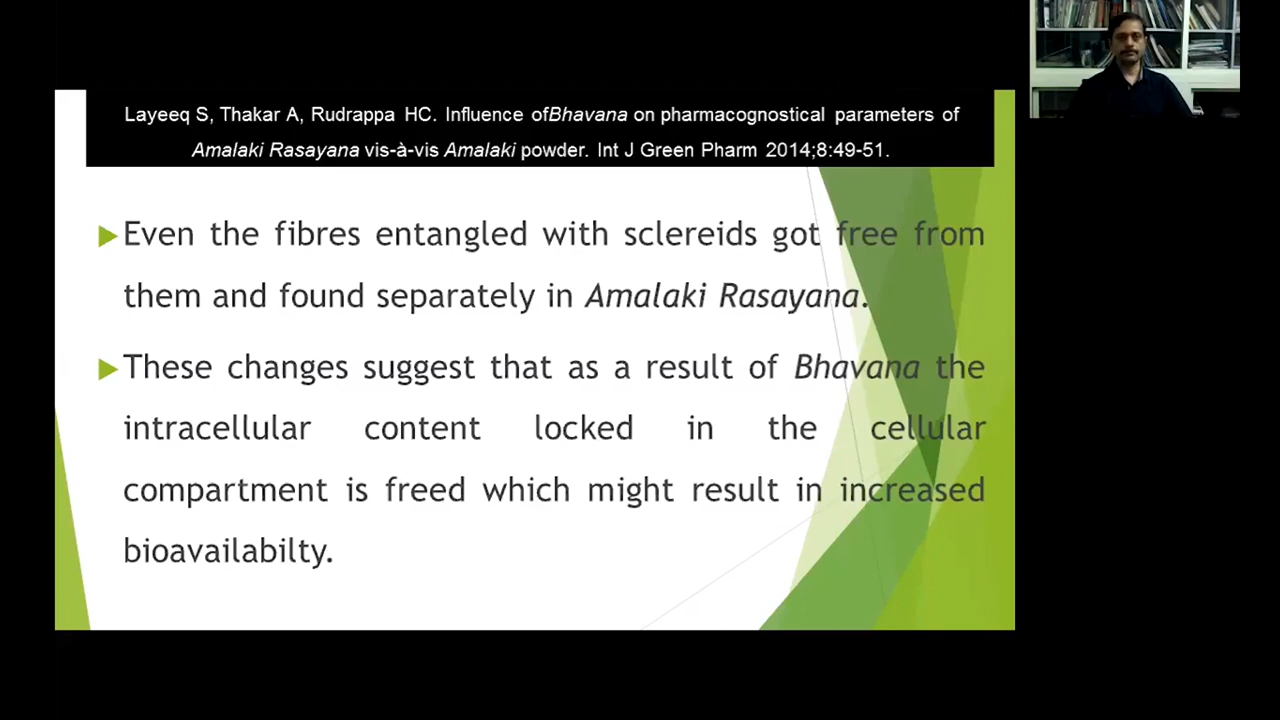 Layeeq S, Thakar A, Rudrappa HC. Influence ofBhavana on pharmacognostical parameters of
Amalaki Rasayana vis-à-vis Amalaki powder. Int J Green Pharm 2014;8:49-51.
Even the fibres entangled with sclereids got free from
them and found separately in Amalaki Rasayana.
These changes suggest that as a result of Bhavana the
intracellular content locked in the cellular
compartment is freed which might result in increased
bioavailabilty.